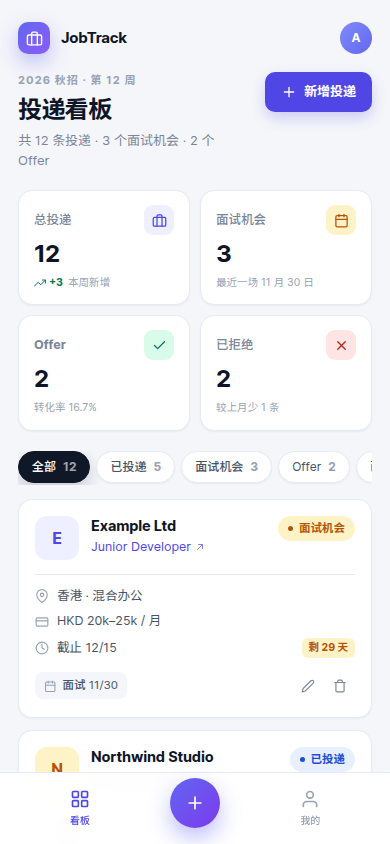 JobTrack
A
2026 秋招 · 第 12 周
投递看板
新增投递
共 12 条投递 · 3 个面试机会 · 2 个
Offer
总投递
12
+3 本周新增
面试机会
3
最近一场 11 月 30 日
Offer
2
转化率 16.7%
已拒绝
2
较上月少 1 条
全部 12
已投递 5
面试机会 3
Offer 2
E
Example Ltd
Junior Developer
面试机会
香港 · 混合办公
HKD 20k–25k / 月
截止 12/15
剩 29 天
面试 11/30
N
Northwind Studio
已投递
看板
我的